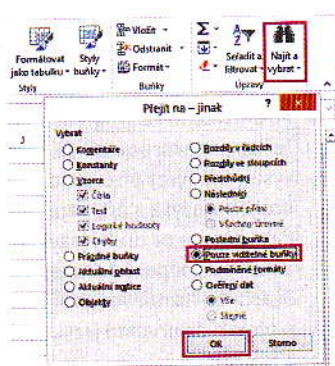 Formátovat jako tabulku
Styly buňky
Styly
Vložit
Odstranit
Formát
Buňky
Σ
Seřadit a filtrovat
Najít a vybrat
Úpravy
J
Přejít na – jinak
?
Vybrat
Komentáře
Konstanty
Vzorce
Čísla
Text
Logické hodnoty
Chyby
Prázdné buňky
Aktuální oblast
Aktuální matice
Objekty
Rozdíly v řádcích
Rozdíly ve sloupcích
Předchůdci
Následníci
Pouze přímí
Všechny úrovně
Poslední buňka
Pouze viditelné buňky
Podmíněné formáty
Ověření dat
Vše
Stejné
OK
Storno